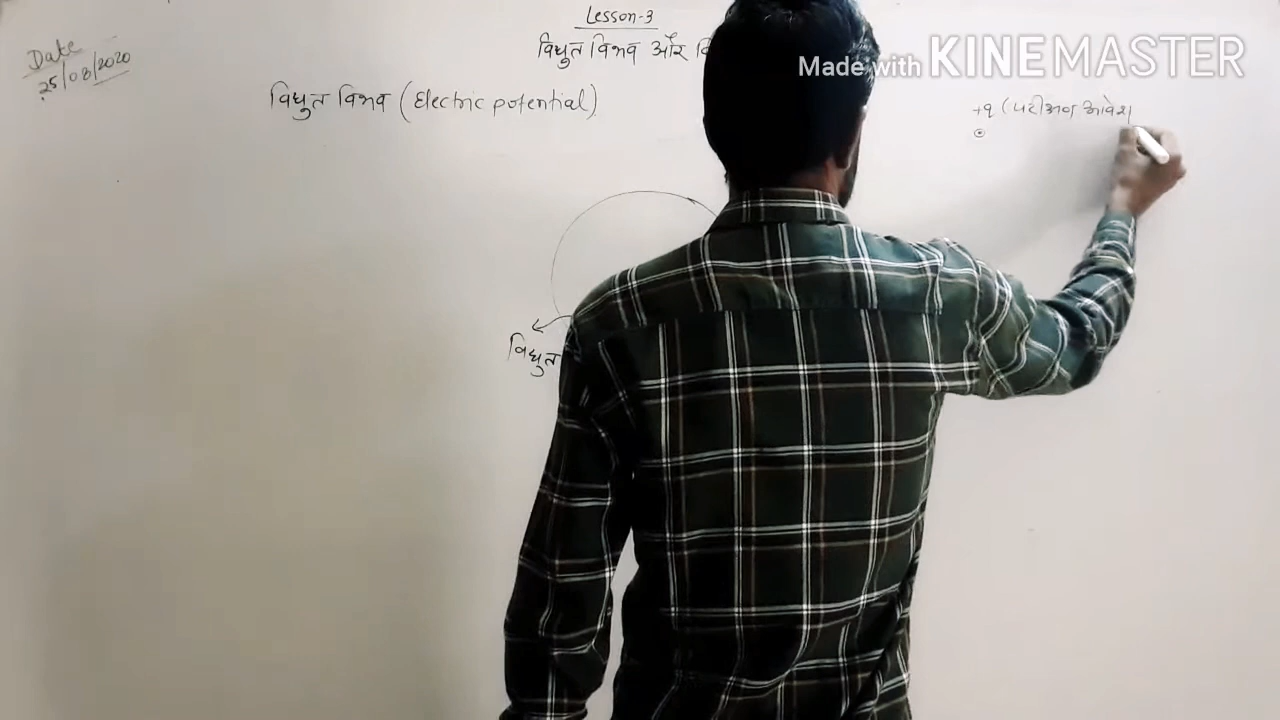 Lesson-3
विधुत विभव और
Date
25/08/2020
विधुत विभव (Electric potential)
+q (परीक्षण आवेश
विधुत
Made with KINEMASTER